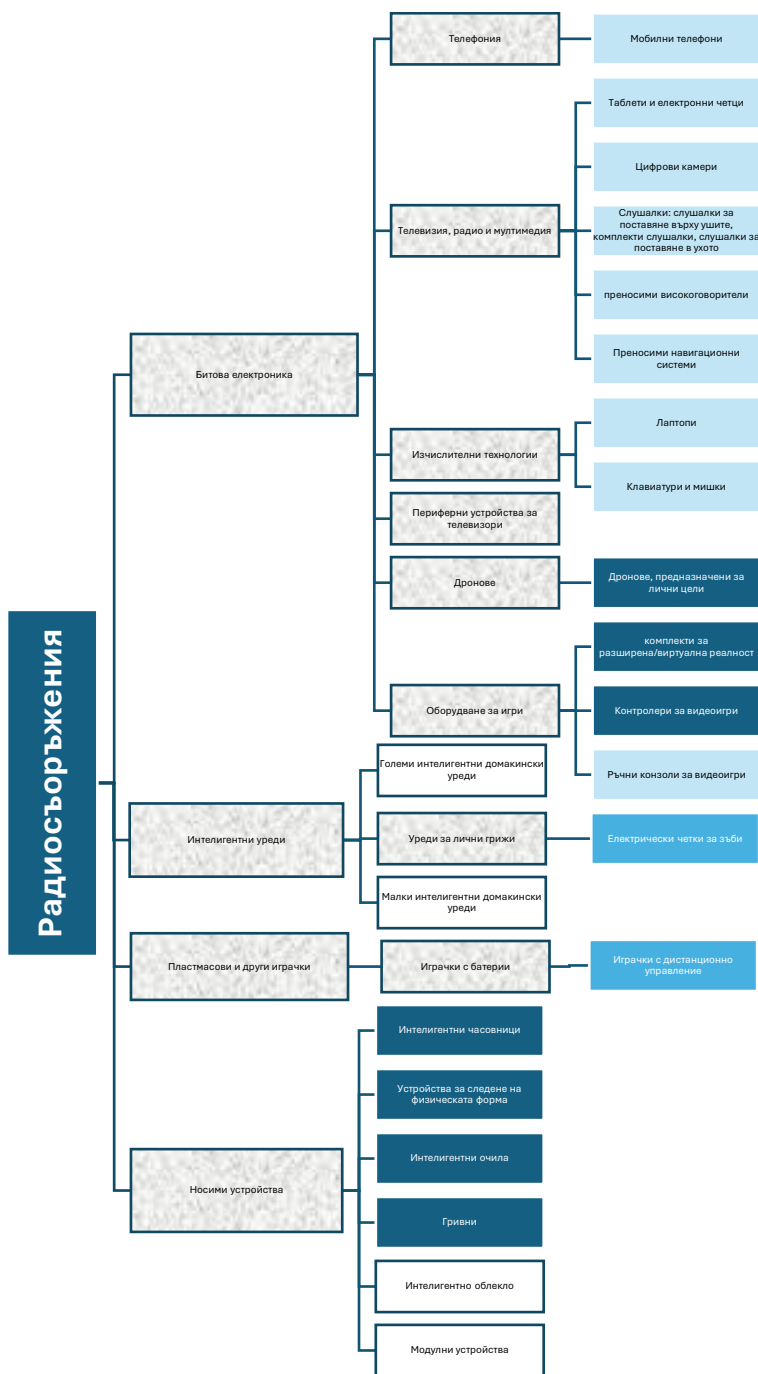 Радиосъоръжения
Битова електроника
Телефония
Мобилни телефони
Телевизия, радио и мултимедия
Таблети и електронни четци
Цифрови камери
Слушалки: слушалки за
поставяне върху ушите,
комплекти слушалки, слушалки за
поставяне в ухото
преносими високоговорители
Преносими навигационни
системи
Изчислителни технологии
Лаптопи
Клавиатури и мишки
Периферни устройства за
телевизори
Дронове
Дронове, предназначени за
лични цели
Оборудване за игри
комплекти за
разширена/виртуална реалност
Контролери за видеоигри
Ръчни конзоли за видеоигри
Интелигентни уреди
Големи интелигентни домакински
уреди
Уреди за лични грижи
Електрически четки за зъби
Малки интелигентни домакински
уреди
Пластмасови и други играчки
Играчки с батерии
Играчки с дистанционно
управление
Носими устройства
Интелигентни часовници
Устройства за следене на
физическата форма
Интелигентни очила
Гривни
Интелигентно облекло
Модулни устройства